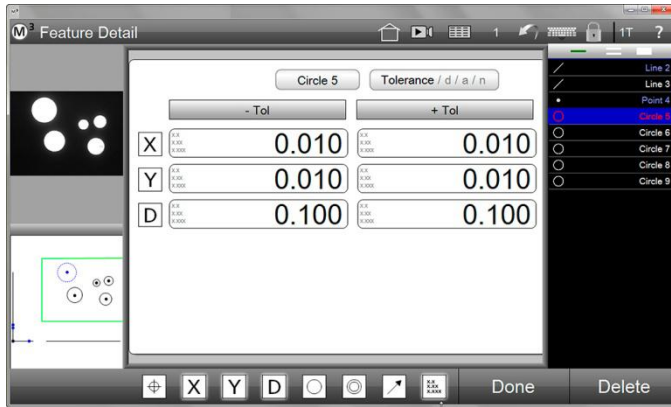 M³ Feature Detail
1
1T
?
Circle 5
Tolerance / d / a / n
- Tol
+ Tol
X
x.x
x.xx
x.xxx
0.010
x.x
x.xx
x.xxx
0.010
Y
x.x
x.xx
x.xxx
0.010
x.x
x.xx
x.xxx
0.010
D
x.x
x.xx
x.xxx
0.100
x.x
x.xx
x.xxx
0.100
Line 2
Line 3
Point 4
Circle 5
Circle 6
Circle 7
Circle 8
Circle 9
X
Y
D
x.x
x.xx
x.xxx
Done
Delete